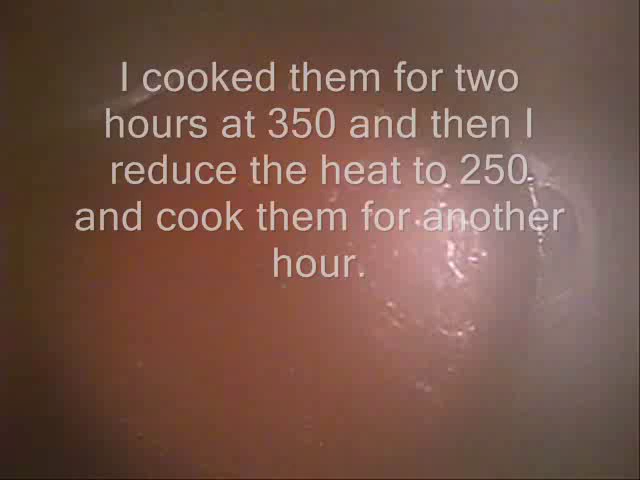 I cooked them for two
hours at 350 and then I
reduce the heat to 250
and cook them for another
hour.